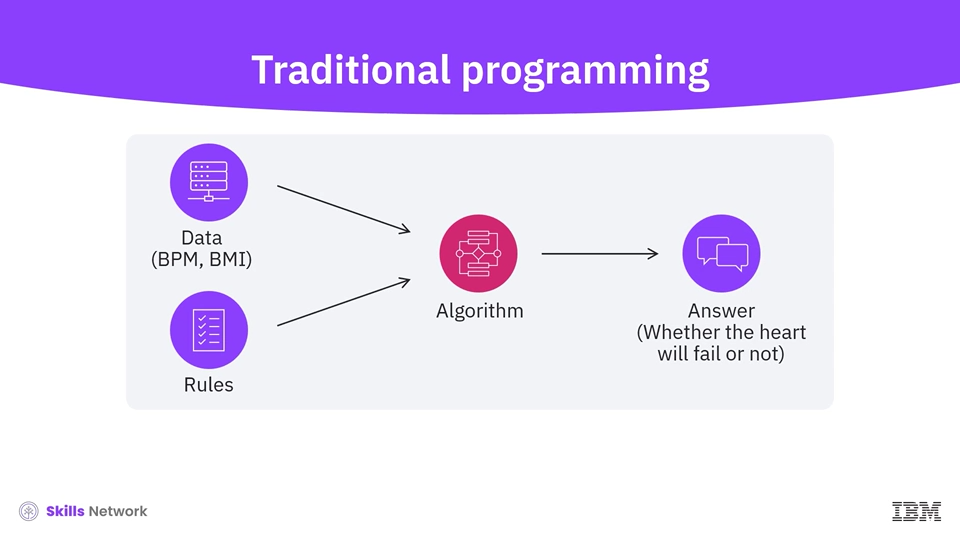 Traditional programming
Data
(BPM, BMI)
Rules
Algorithm
Answer
(Whether the heart
will fail or not)
Skills Network
IBM